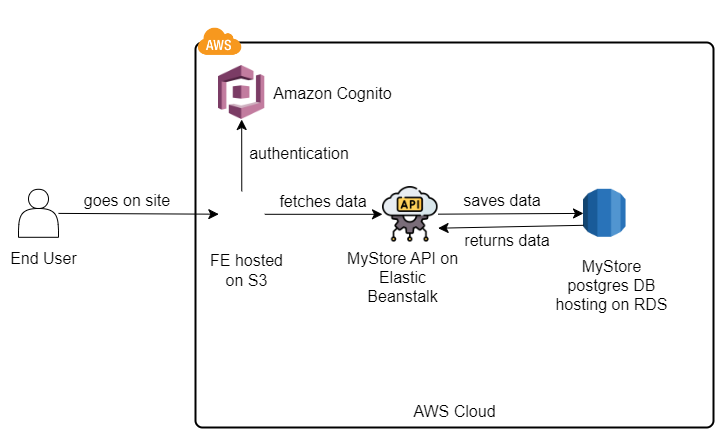 AWS
Amazon Cognito
authentication
goes on site
fetches data
API
saves data
returns data
End User
FE hosted
on S3
MyStore API on
Elastic
Beanstalk
MyStore
postgres DB
hosting on RDS
AWS Cloud